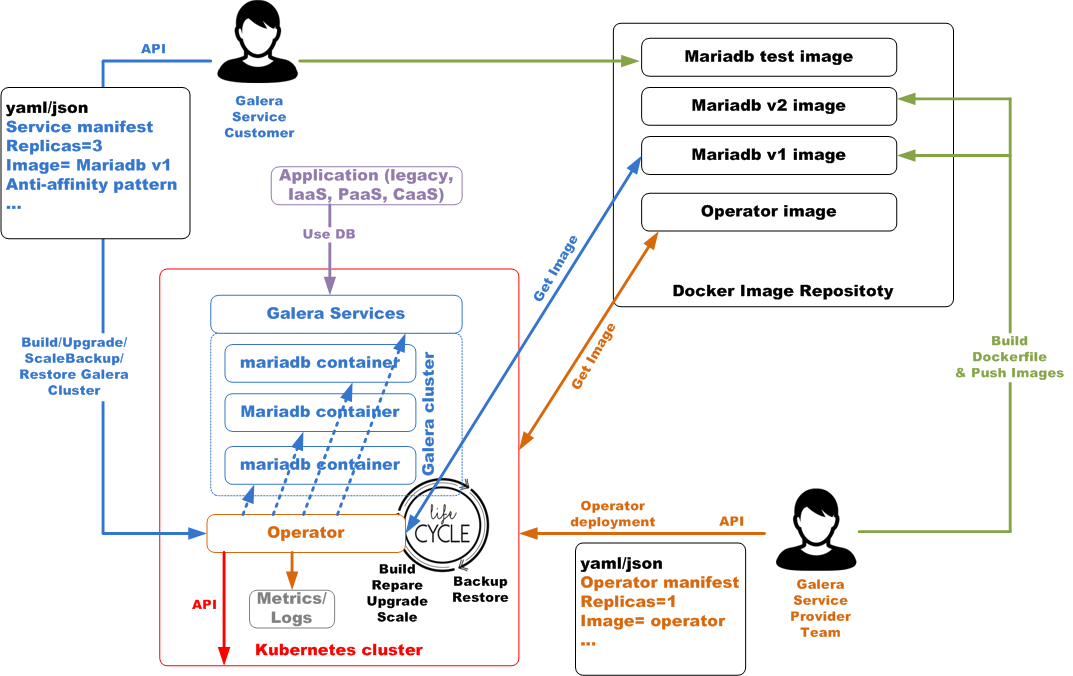 API
Galera
Service
Customer
yaml/json
Service manifest
Replicas=3
Image= Mariadb v1
Anti-affinity pattern
...
Mariadb test image
Mariadb v2 image
Mariadb v1 image
Operator image
Docker Image Repositoty
Application (legacy,
IaaS, PaaS, CaaS)
Use DB
Get Image
Get Image
Build/Upgrade/
ScaleBackup/
Restore Galera
Cluster
Galera Services
mariadb container
Mariadb container
mariadb container
Galera cluster
Build
Dockerfile
& Push Images
Operator
life
CYCLE
Build
Repare
Upgrade
Scale
Backup
Restore
API
Metrics/
Logs
Kubernetes cluster
Operator
deployment
API
yaml/json
Operator manifest
Replicas=1
Image= operator
...
Galera
Service
Provider
Team